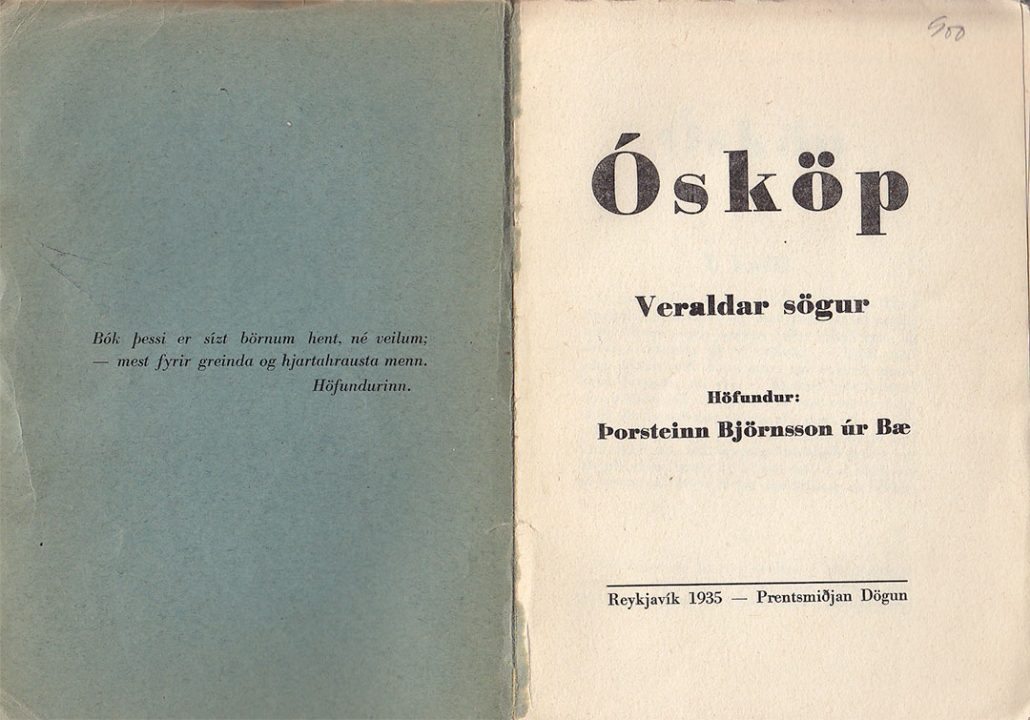 Bók þessi er sízt börnum hent, né veilum;
— mest fyrir greinda og hjartahrausta menn.
Höfundurinn.
500
Ósköp
Veraldar sögur
Höfundur:
Þorsteinn Björnsson úr Bæ
Reykjavík 1935 — Prentsmiðjan Dögun